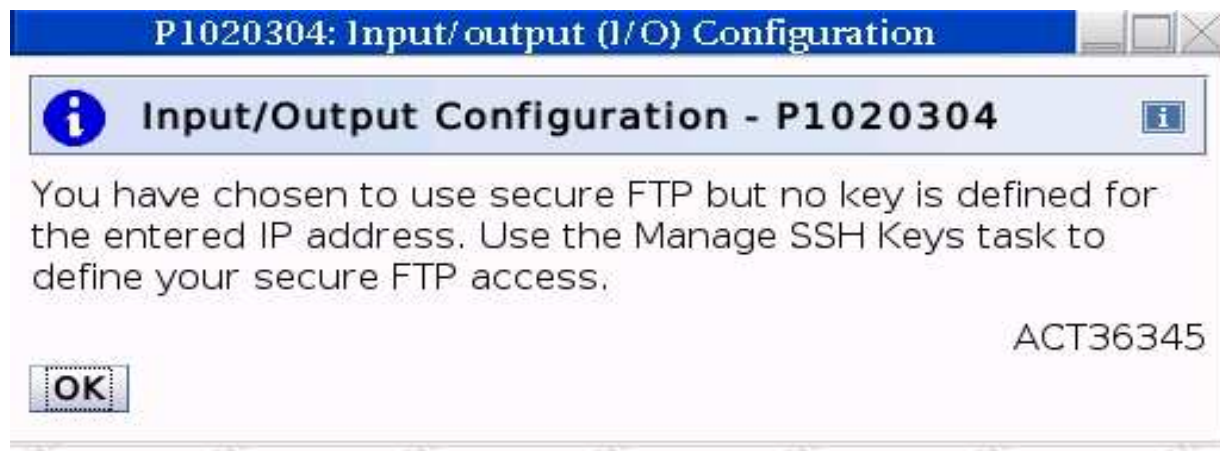 P1020304: Input/output (I/O) Configuration
Input/Output Configuration - P1020304
You have chosen to use secure FTP but no key is defined for
the entered IP address. Use the Manage SSH Keys task to
define your secure FTP access.
ACT36345
OK